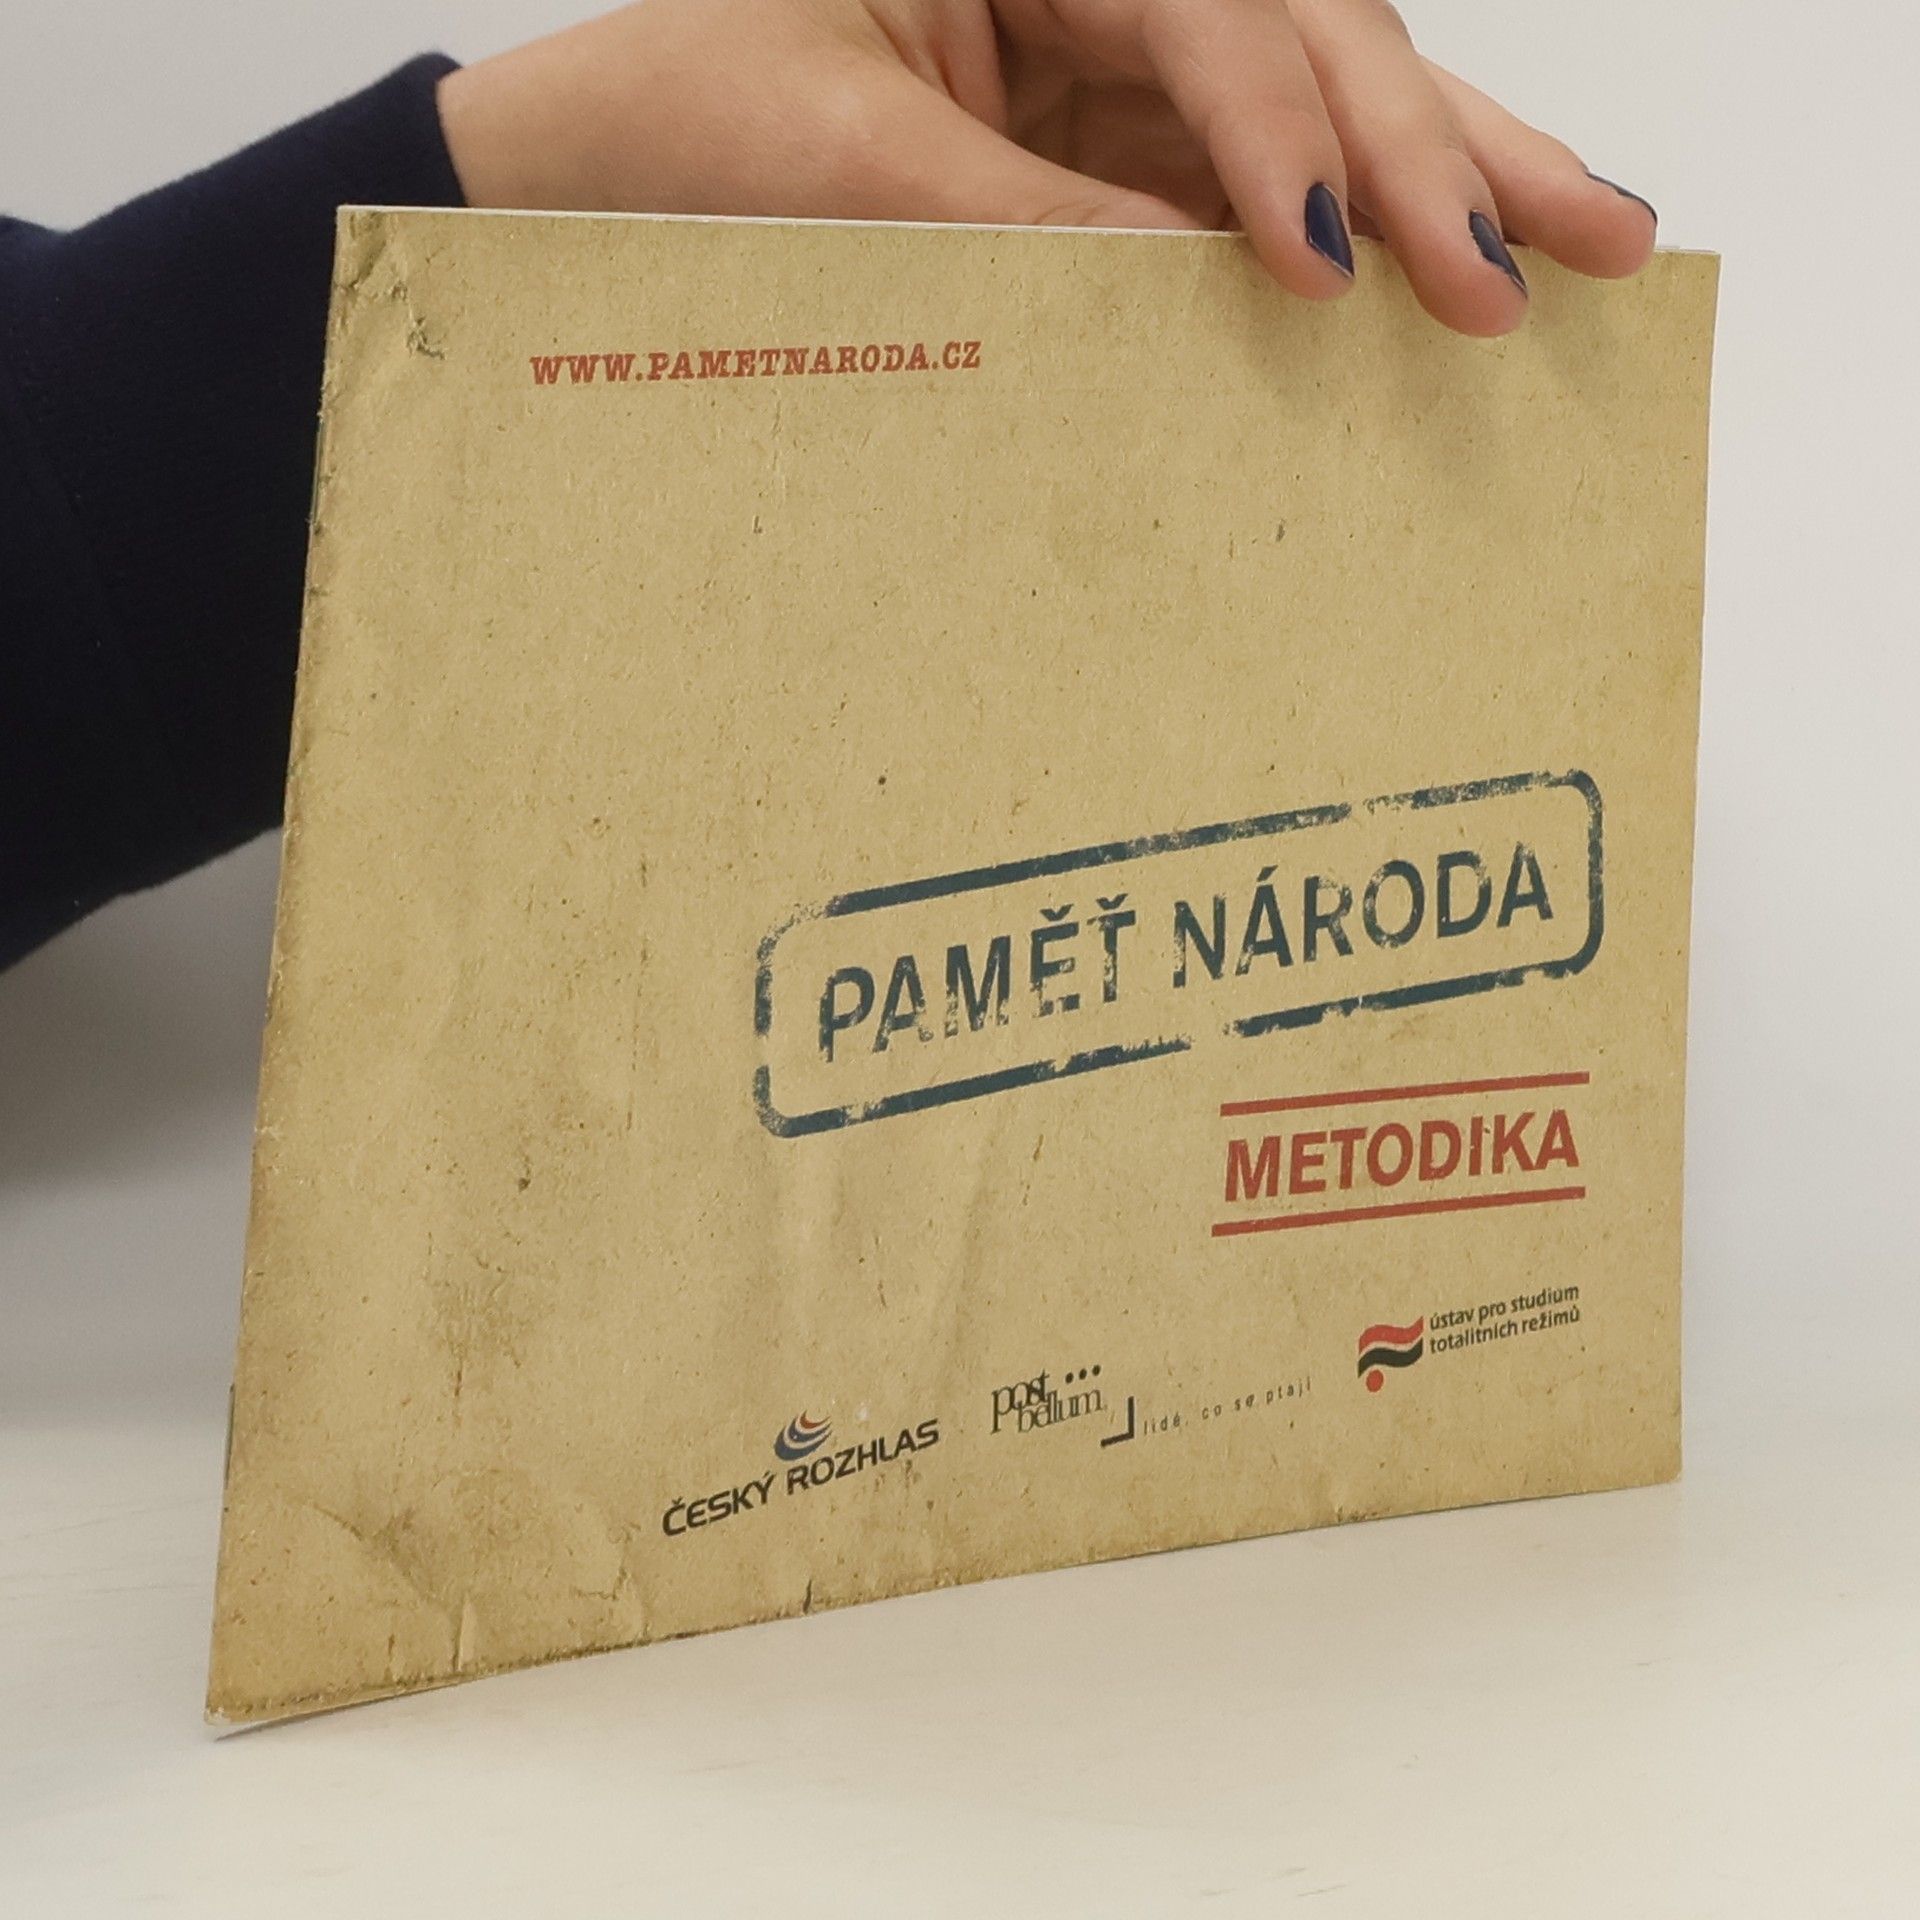 WWW.PAMETNARODA.CZ
PAMĚŤ NÁRODA
METODIKA
ústav pro studium
totalitních režimů
post
bellum
lidé, co se ptají
ČESKÝ ROZHLAS